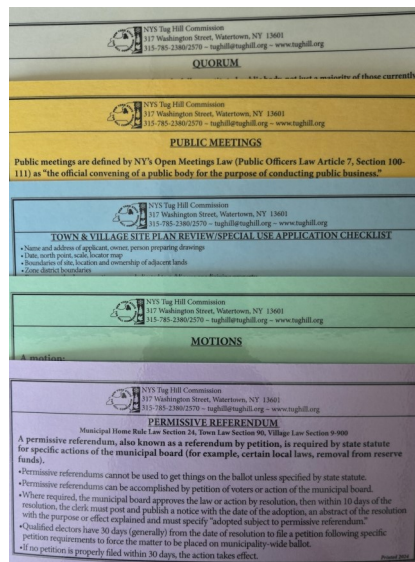 NYS Tug Hill Commission
317 Washington Street, Watertown, NY 13601
315-785-2380/2570 ~ tughill@tughill.org ~ www.tughill.org
QUORUM
not just a majority of those currently
NYS Tug Hill Commission
317 Washington Street, Watertown, NY 13601
315-785-2380/2570 ~ tughill@tughill.org ~ www.tughill.org
PUBLIC MEETINGS
Public meetings are defined by NY's Open Meetings Law (Public Officers Law Article 7, Section 100-
111) as "the official convening of a public body for the purpose of conducting public business."
NYS Tug Hill Commission
317 Washington Street, Watertown, NY 13601
315-785-2380/2570 ~ tughill@tughill.org ~ www.tughill.org
TOWN & VILLAGE SITE PLAN REVIEW/SPECIAL USE APPLICATION CHECKLIST
•Name and address of applicant, owner, person preparing drawings
•Date, north point, scale, locator map
•Boundaries of site, location and ownership of adjacent lands
•Zone district boundaries
NYS Tug Hill Commission
317 Washington Street, Watertown, NY 13601
315-785-2380/2570 ~ tughill@tughill.org ~ www.tughill.org
MOTIONS
A motion:
NYS Tug Hill Commission
317 Washington Street, Watertown, NY 13601
315-785-2380/2570 ~ tughill@tughill.org ~ www.tughill.org
PERMISSIVE REFERENDUM
Municipal Home Rule Law Section 24, Town Law Section 90, Village Law Section 9-900
A permissive referendum, also known as a referendum by petition, is required by state statute
for specific actions of the municipal board (for example, certain local laws, removal from reserve
funds).
•Permissive referendums cannot be used to get things on the ballot unless specified by state statute.
•Permissive referendums can be accomplished by petition of voters or action of the municipal board.
•Where required, the municipal board approves the law or action by resolution, then within 10 days of the
resolution, the clerk must post and publish a notice with the date of the adoption, an abstract of the resolution
with the purpose or effect explained and must specify "adopted subject to permissive referendum."
•Qualified electors have 30 days (generally) from the date of resolution to file a petition following specific
petition requirements to force the matter to be placed on municipality-wide ballot.
•If no petition is properly filed within 30 days, the action takes effect.